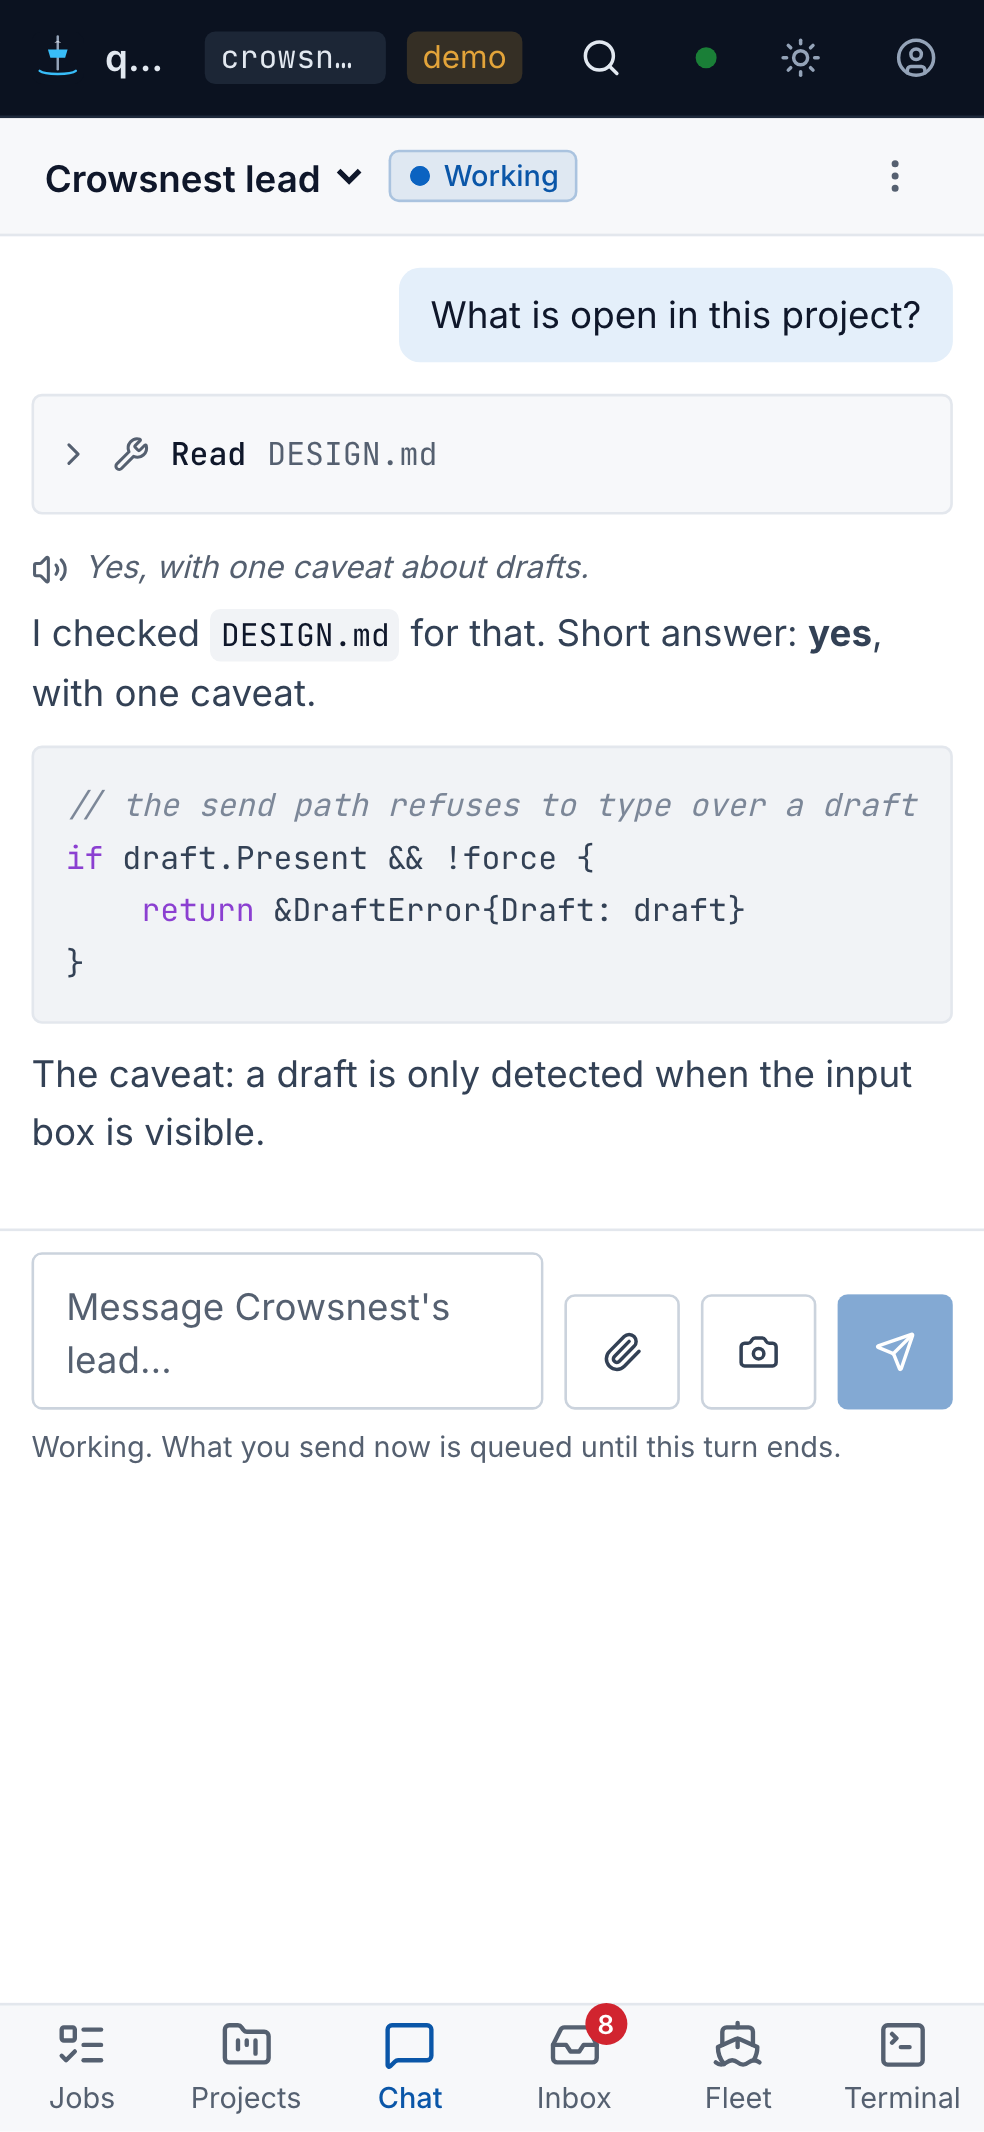 q...
crowsn...
demo
Crowsnest lead
Working
What is open in this project?
Read DESIGN.md
Yes, with one caveat about drafts.
I checked DESIGN.md for that. Short answer: yes,
with one caveat.
// the send path refuses to type over a draft
if draft.Present && !force {
    return &DraftError{Draft: draft}
}
The caveat: a draft is only detected when the input
box is visible.
Message Crowsnest's
lead...
Working. What you send now is queued until this turn ends.
8
Jobs
Projects
Chat
Inbox
Fleet
Terminal